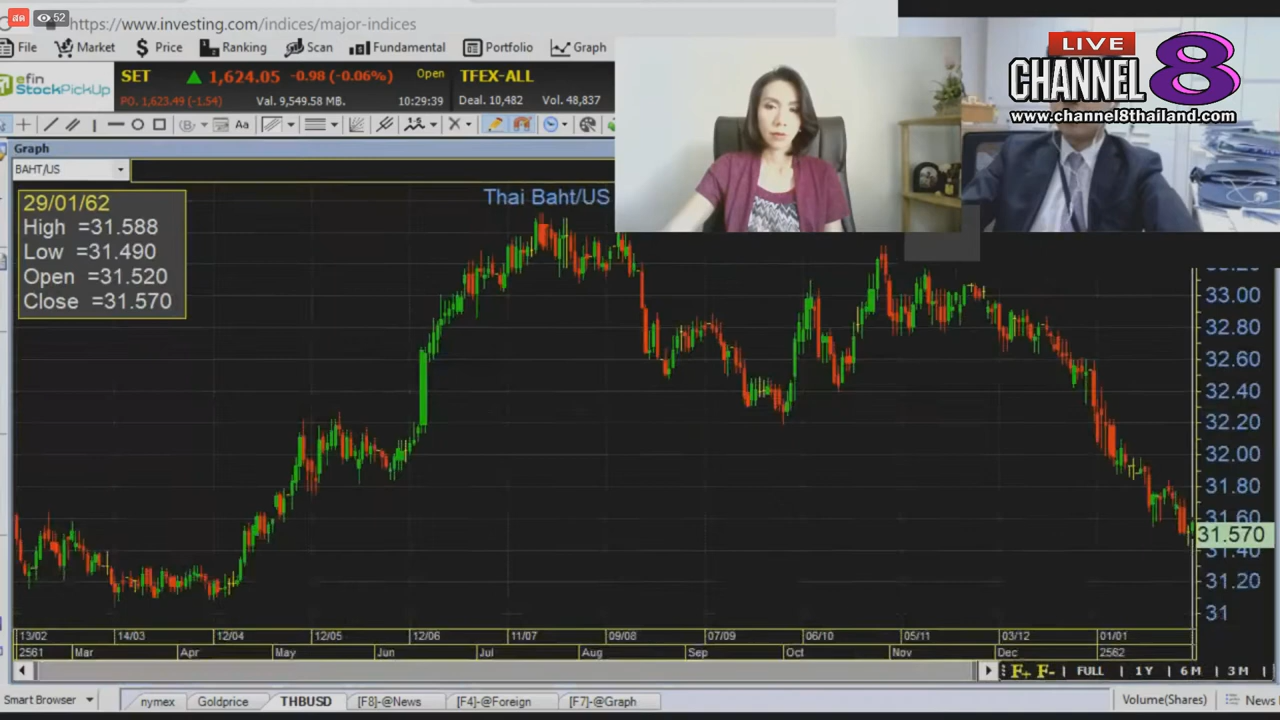 สด 52
https://www.investing.com/indices/major-indices
File Market Price Ranking Scan Fundamental Portfolio Graph
efin StockPickUp
SET 1,624.05 -0.98 (-0.06%) Open TFEX-ALL
PO. 1,623.49 (-1.54) Val. 9,549.58 MB. 10:29:39 Deal. 10,482 Vol. 48,837
LIVE
CHANNEL 8
www.channel8thailand.com
Aa
Graph
BAHT/US
Thai Baht/US
29/01/62
High =31.588
Low =31.490
Open =31.520
Close =31.570
33.00
32.80
32.60
32.40
32.20
32.00
31.80
31.60
31.570
31.40
31.20
31
13/02 14/03 12/04 12/05 12/06 11/07 09/08 07/09 06/10 05/11 03/12 01/01
2561 Mar Apr May Jun Jul Aug Sep Oct Nov Dec 2562
F+ F- FULL 1Y 6M 3M
Smart Browser nymex Goldprice THBUSD [F8]-@News [F4]-@Foreign [F7]-@Graph Volume(Shares) News